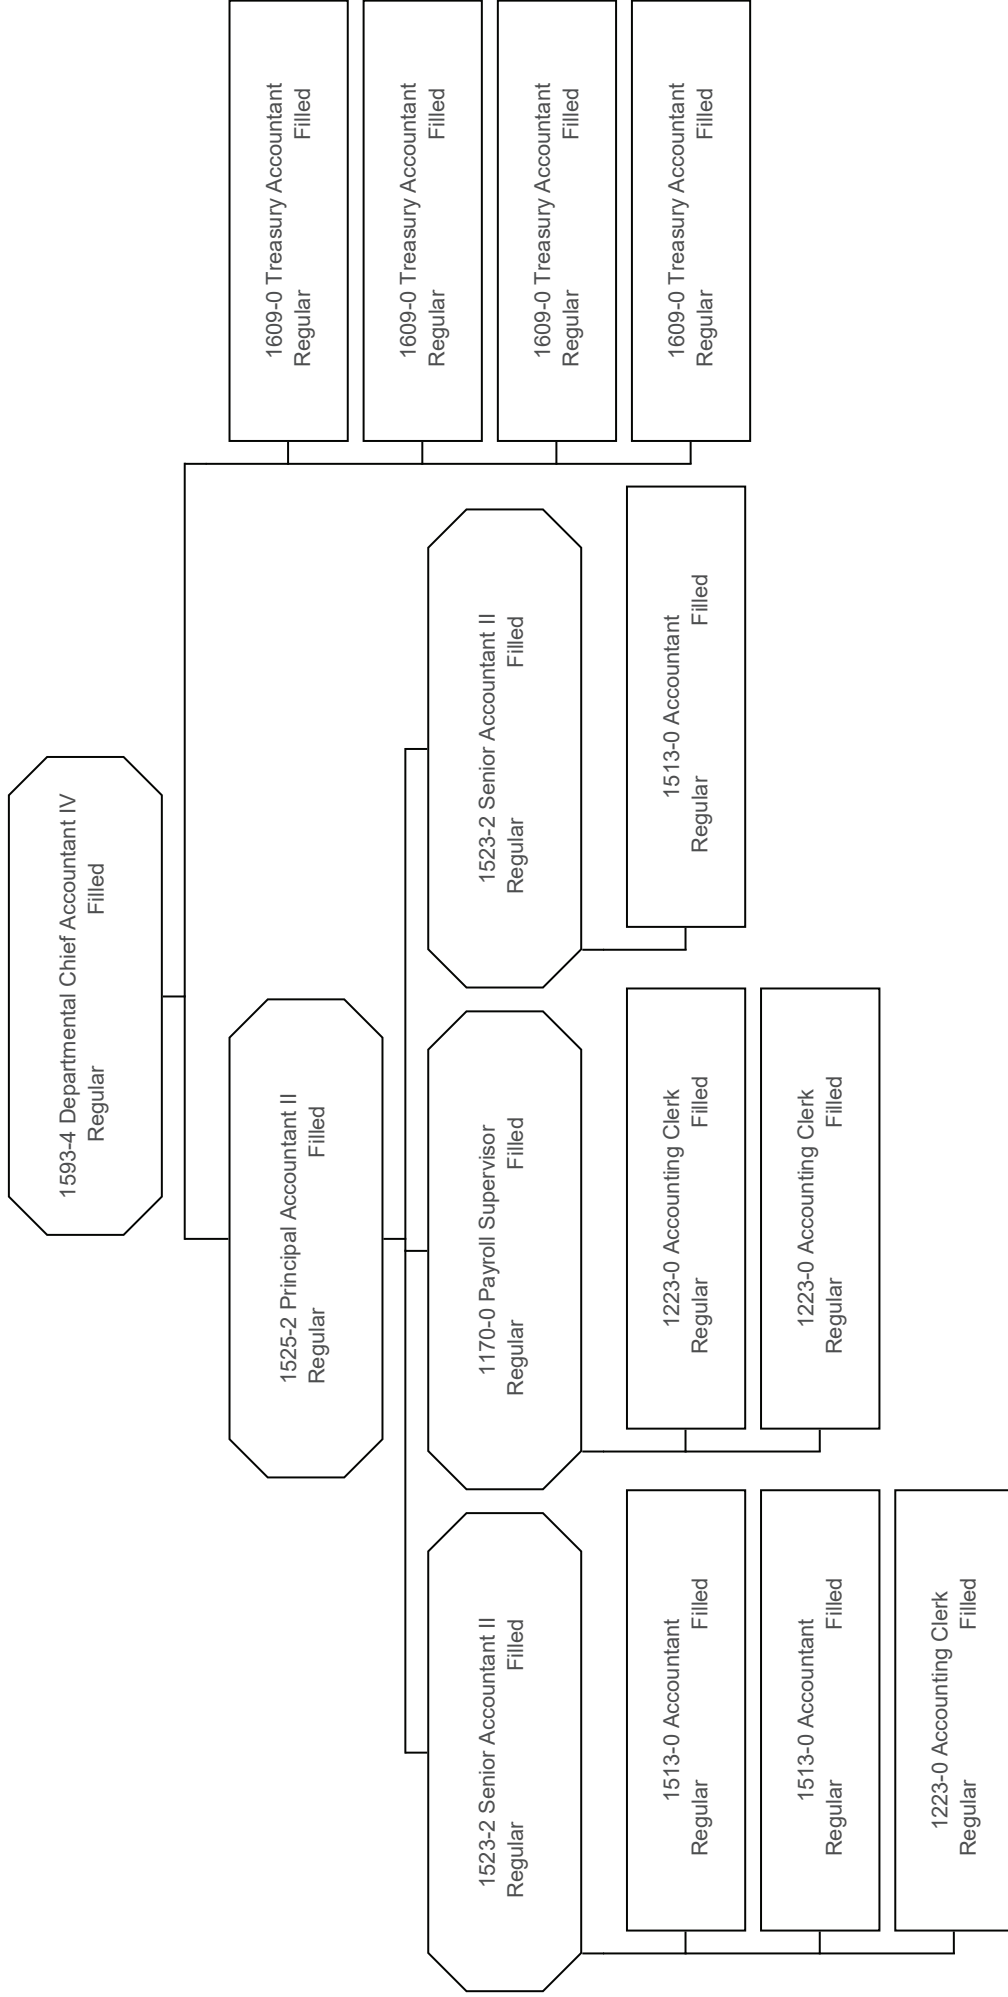 1593-4 Departmental Chief Accountant IV
Regular Filled
1525-2 Principal Accountant II
Regular Filled
1523-2 Senior Accountant II
Regular Filled
1513-0 Accountant
Regular Filled
1513-0 Accountant
Regular Filled
1223-0 Accounting Clerk
Regular Filled
1170-0 Payroll Supervisor
Regular Filled
1223-0 Accounting Clerk
Regular Filled
1223-0 Accounting Clerk
Regular Filled
1523-2 Senior Accountant II
Regular Filled
1513-0 Accountant
Regular Filled
1609-0 Treasury Accountant
Regular Filled
1609-0 Treasury Accountant
Regular Filled
1609-0 Treasury Accountant
Regular Filled
1609-0 Treasury Accountant
Regular Filled